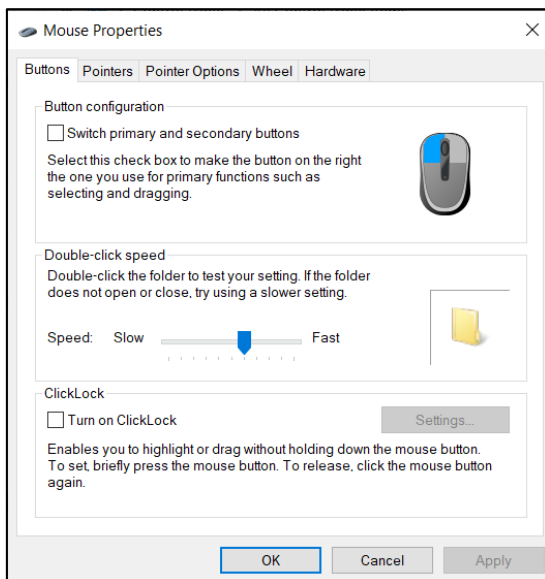 Mouse Properties
Buttons Pointers Pointer Options Wheel Hardware
Button configuration
Switch primary and secondary buttons
Select this check box to make the button on the right
the one you use for primary functions such as
selecting and dragging.
Double-click speed
Double-click the folder to test your setting. If the folder
does not open or close, try using a slower setting.
Speed: Slow Fast
ClickLock
Turn on ClickLock Settings...
Enables you to highlight or drag without holding down the mouse button.
To set, briefly press the mouse button. To release, click the mouse button
again.
OK Cancel Apply